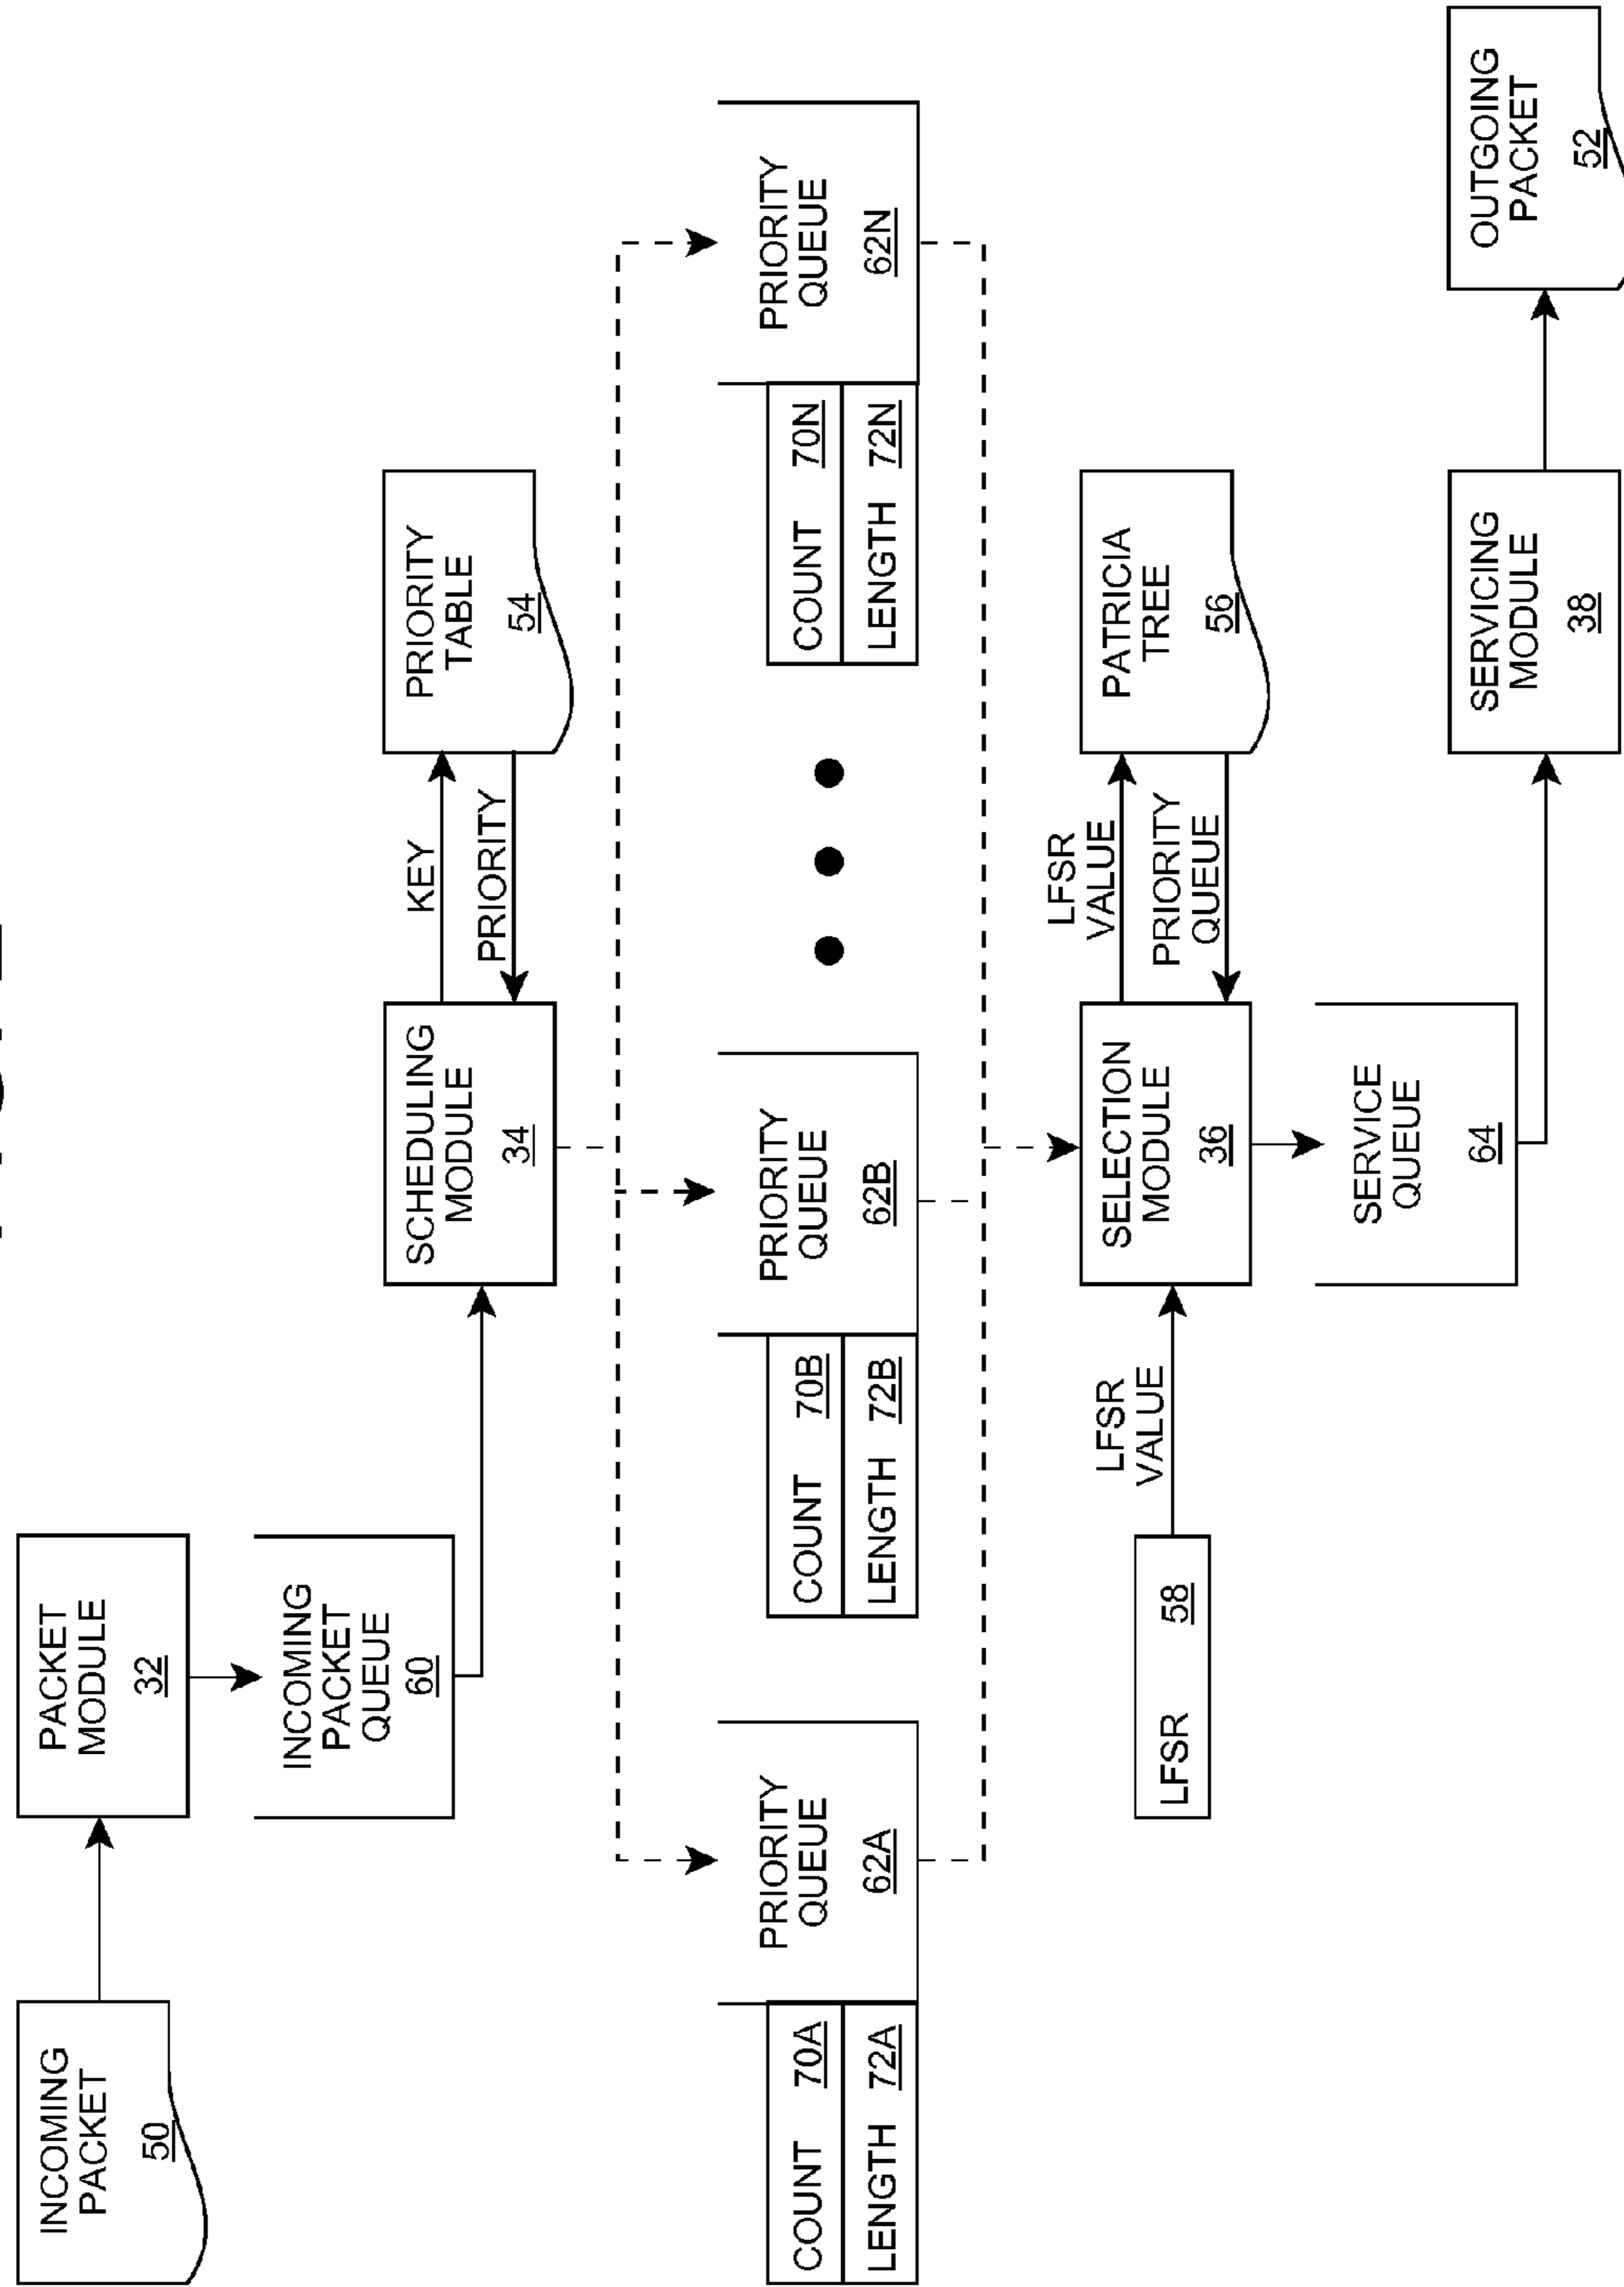 INCOMING
PACKET
50
PACKET
MODULE
32
INCOMING
PACKET
QUEUE
60
SCHEDULING
MODULE
34
KEY
PRIORITY
PRIORITY
TABLE
54
COUNT 70A
LENGTH 72A
PRIORITY
QUEUE
62A
COUNT 70B
LENGTH 72B
PRIORITY
QUEUE
62B
COUNT 70N
LENGTH 72N
PRIORITY
QUEUE
62N
LFSR 58
LFSR
VALUE
SELECTION
MODULE
36
LFSR
VALUE
PRIORITY
QUEUE
PATRICIA
TREE
56
SERVICE
QUEUE
64
SERVICING
MODULE
38
OUTGOING
PACKET
52